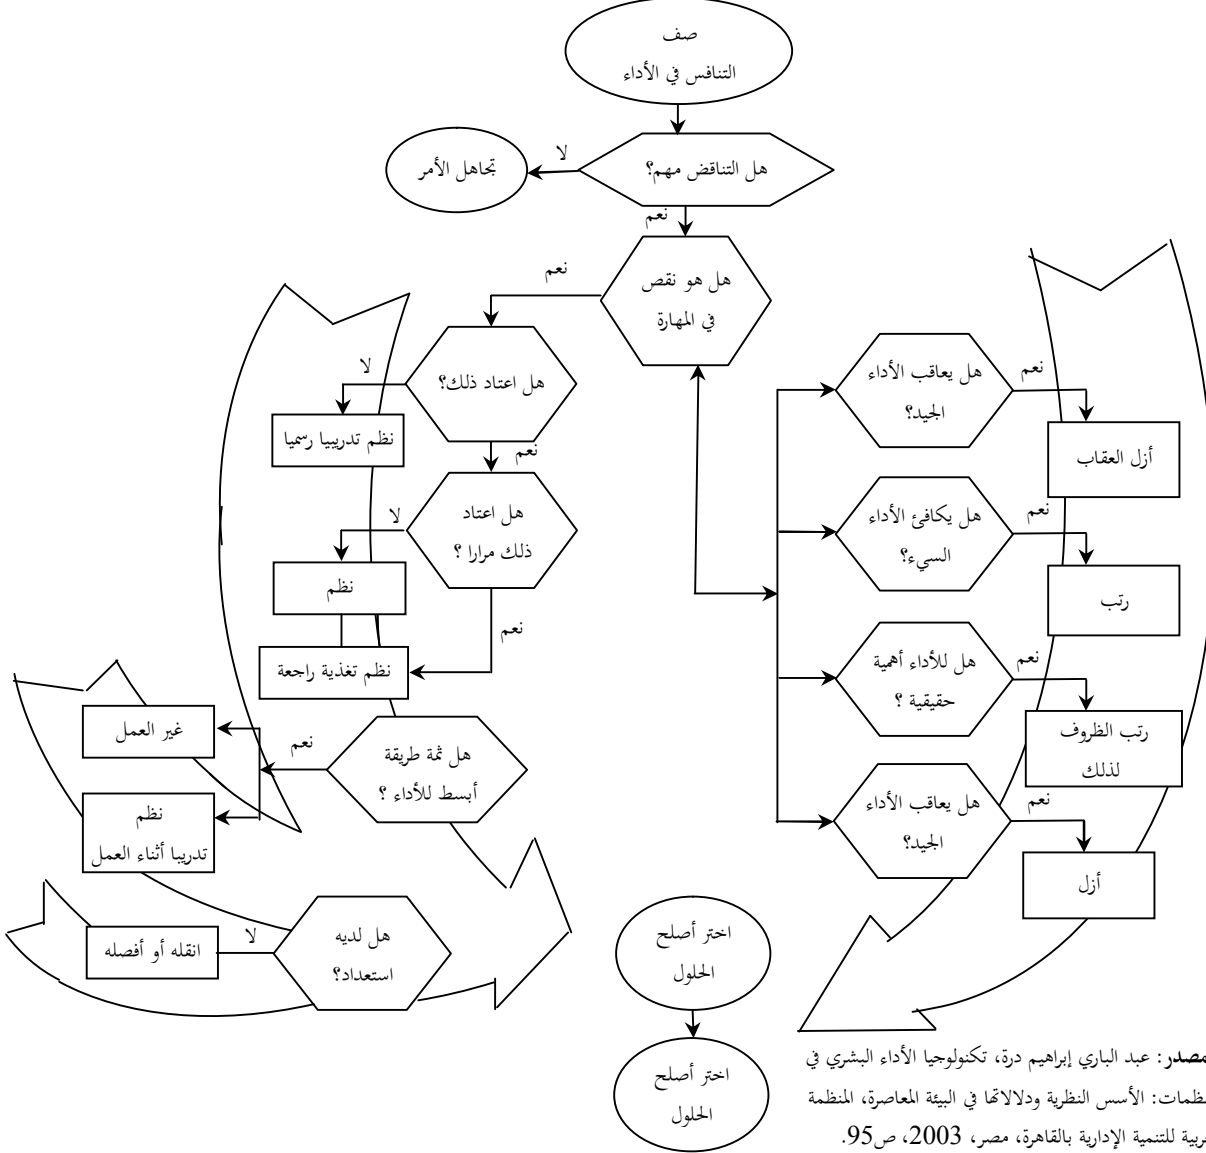 صف
التنافس في الأداء
هل التناقض مهم؟
لا
تجاهل الأمر
نعم
هل هو نقص
في المهارة
نعم
هل اعتاد ذلك؟
لا
نظم تدريبيا رسميا
نعم
هل اعتاد
ذلك مرارا ؟
لا
نظم
نعم
نظم تغذية راجعة
هل ثمة طريقة
أبسط للأداء ؟
نعم
غير العمل
نظم
تدريبا أثناء العمل
هل لديه
استعداد؟
لا
انقله أو أفصله
هل يعاقب الأداء
الجيد؟
نعم
أزل العقاب
هل يكافئ الأداء
السيء؟
نعم
رتب
هل للأداء أهمية
حقيقية ؟
نعم
رتب الظروف
لذلك
هل يعاقب الأداء
الجيد؟
نعم
أزل
اختر أصلح
الحلول
اختر أصلح
الحلول
مصدر: عبد الباري إبراهيم درة، تكنولوجيا الأداء البشري في
ظمات: الأسس النظرية ودلالاتها في البيئة المعاصرة، المنظمة
ربية للتنمية الإدارية بالقاهرة، مصر، 2003، ص95.